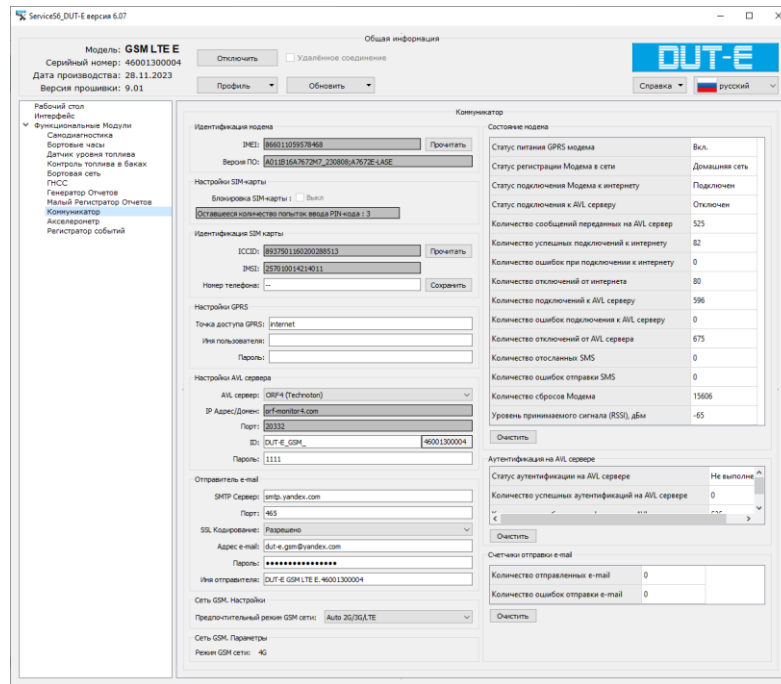 ServiceS6_DUT-E версия 6.07
Общая информация
Модель: GSM LTE E
Серийный номер: 46001300004
Дата производства: 28.11.2023
Версия прошивки: 9.01
Отключить
Удалённое соединение
Профиль
Обновить
DUT-E
Справка
русский
Рабочий стол
Интерфейс
Функциональные Модули
Самодиагностика
Бортовые часы
Датчик уровня топлива
Контроль топлива в баках
Бортовая сеть
ГНСС
Генератор Отчетов
Малый Регистратор Отчетов
Коммуникатор
Акселерометр
Регистратор событий
Коммуникатор
Идентификация модема
IMEI: 866011059578468 Прочитать
Версия ПО: A011B16A7672M7_230808;A7672E-LASE
Настройки SIM-карты
Блокировка SIM-карты : Выкл
Оставшееся количество попыток ввода PIN-кода : 3
Идентификация SIM карты
ICCID: 8937501160200288513 Прочитать
IMSI: 257010014214011
Номер телефона: -- Сохранить
Настройки GPRS
Точка доступа GPRS: internet
Имя пользователя:
Пароль:
Настройки AVL сервера
AVL сервер: ORF4 (Technoton)
IP Адрес/Домен: orf-monitor4.com
Порт: 20332
ID: DUT-E_GSM_ 46001300004
Пароль: 1111
Отправитель e-mail
SMTP Сервер: smtp.yandex.com
Порт: 465
SSL Кодирование: Разрешено
Адрес e-mail: dut-e.gsm@yandex.com
Пароль: ••••••••••••••••
Имя отправителя: DUT-E GSM LTE E.46001300004
Сеть GSM. Настройки
Предпочтительный режим GSM сети: Auto 2G/3G/LTE
Сеть GSM. Параметры
Режим GSM сети: 4G
Состояние модема
Статус питания GPRS модема Вкл.
Статус регистрации Модема в сети Домашняя сеть
Статус подключения Модема к интернету Подключен
Статус подключения к AVL серверу Отключен
Количество сообщений переданных на AVL сервер 525
Количество успешных подключений к интернету 82
Количество ошибок при подключении к интернету 0
Количество отключений от интернета 80
Количество подключений к AVL серверу 596
Количество ошибок подключения к AVL серверу 0
Количество отключений от AVL сервера 675
Количество отосланных SMS 0
Количество ошибок отправки SMS 0
Количество сбросов Модема 15606
Уровень принимаемого сигнала (RSSI), дБм -65
Очистить
Аутентификация на AVL сервере
Статус аутентификации на AVL сервере Не выполне
Количество успешных аутентификаций на AVL сервере 0
Очистить
Счетчики отправки e-mail
Количество отправленных e-mail 0
Количество ошибок отправки e-mail 0
Очистить